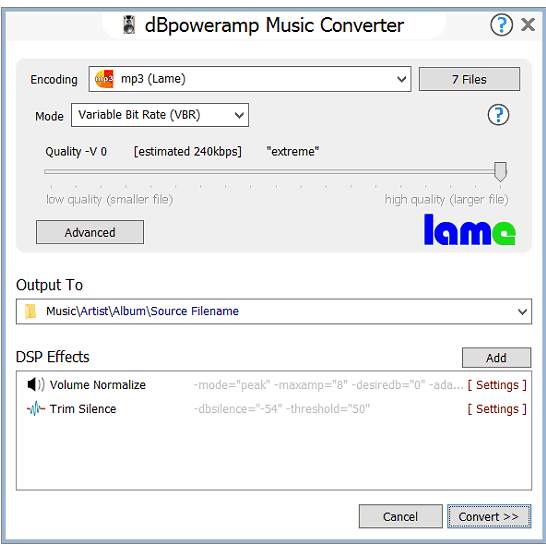 dBpoweramp Music Converter
Encoding mp3 mp3 (Lame) 7 Files
Mode Variable Bit Rate (VBR)
Quality -V 0 [estimated 240kbps] "extreme"
low quality (smaller file) high quality (larger file)
Advanced lame
Output To
Music\Artist\Album\Source Filename
DSP Effects Add
Volume Normalize -mode="peak" -maxamp="8" -desireddb="0" -ada... [ Settings ]
Trim Silence -dbsilence="-54" -threshold="50" [ Settings ]
Cancel Convert >>